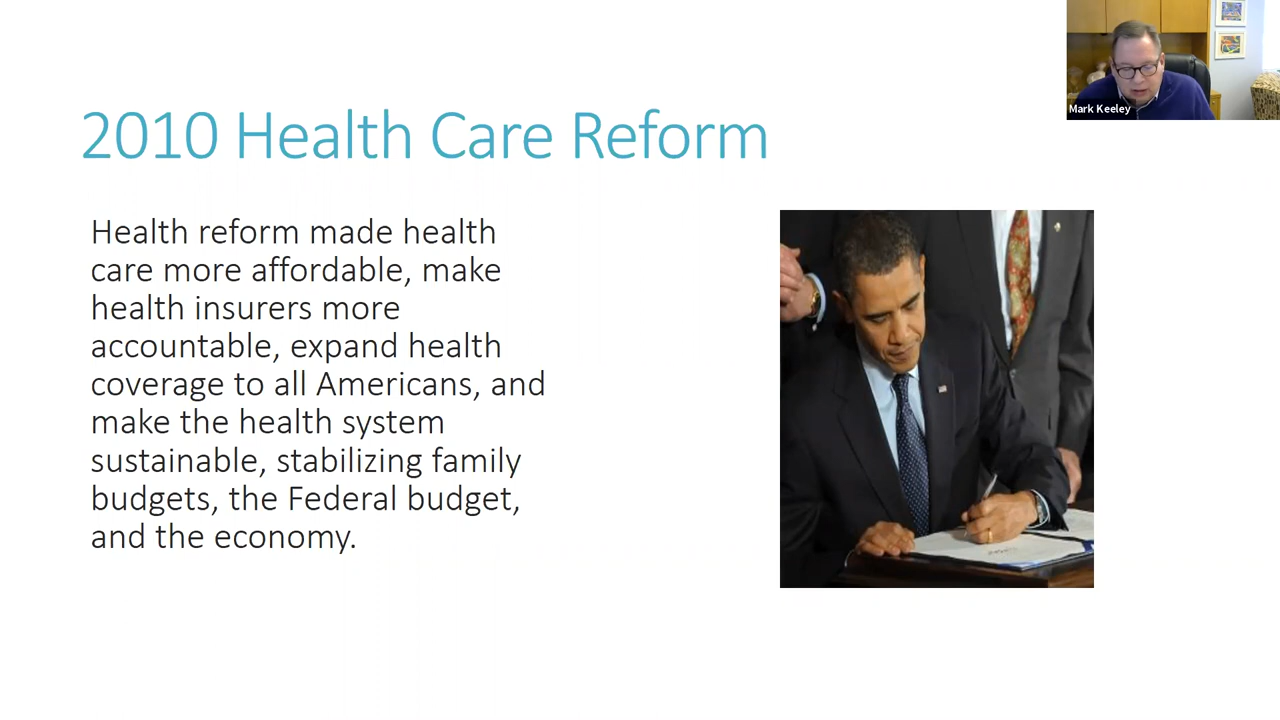 2010 Health Care Reform
Mark Keeley
Health reform made health
care more affordable, make
health insurers more
accountable, expand health
coverage to all Americans, and
make the health system
sustainable, stabilizing family
budgets, the Federal budget,
and the economy.